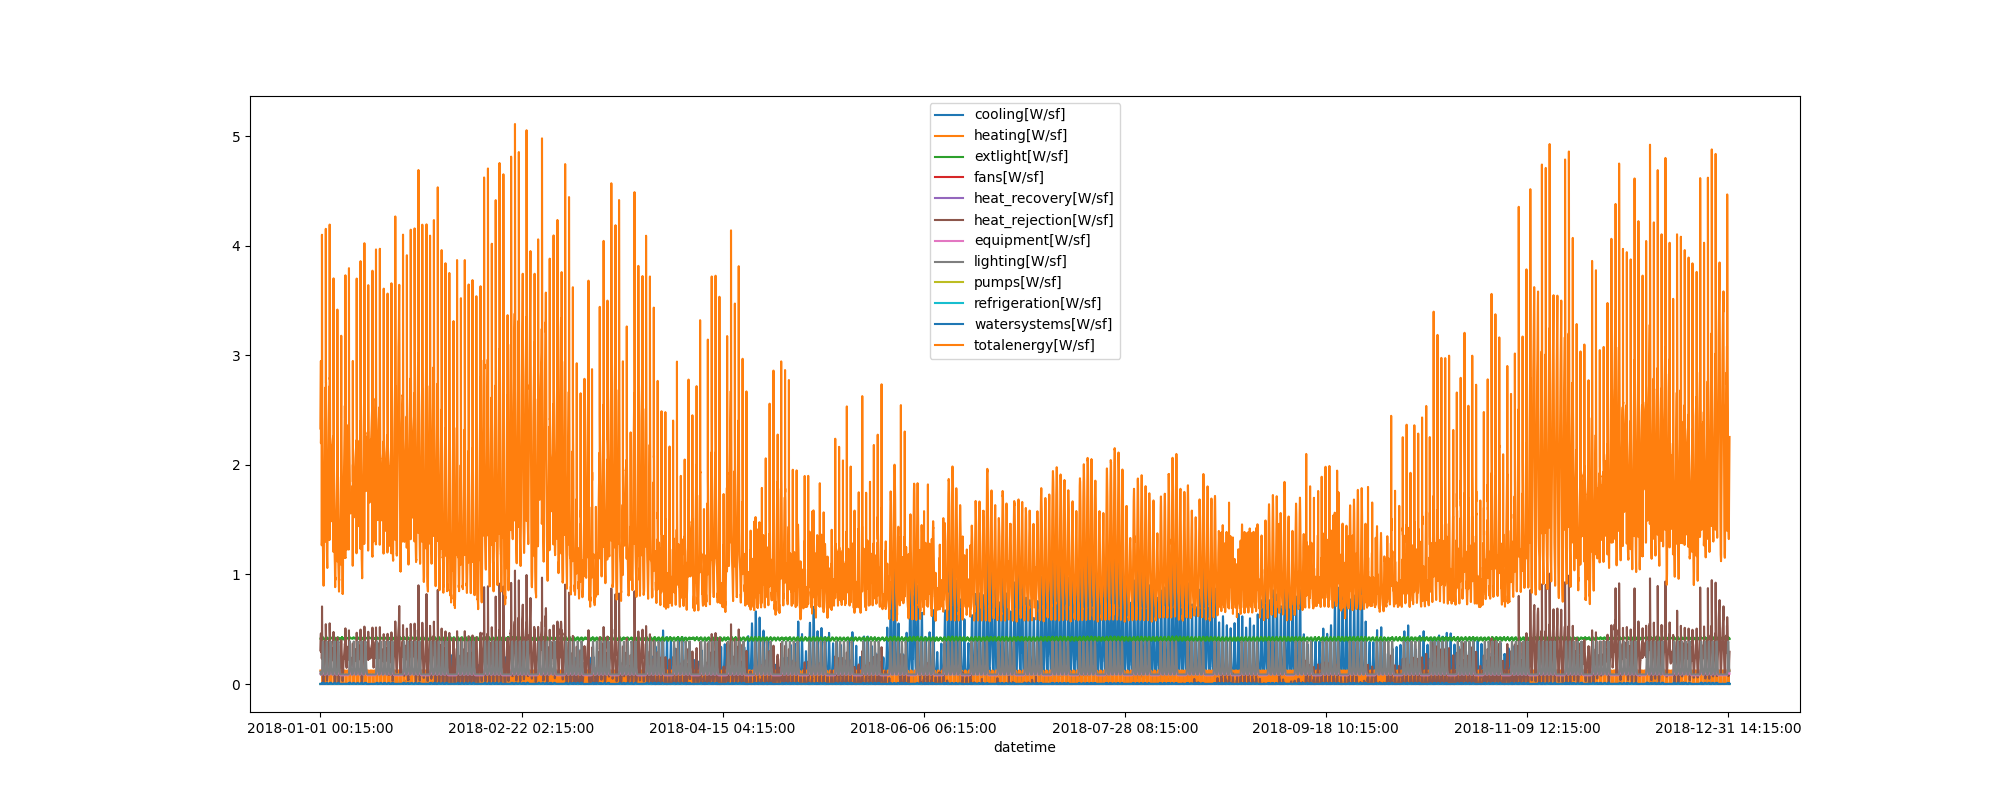 cooling[W/sf]
heating[W/sf]
extlight[W/sf]
fans[W/sf]
heat_recovery[W/sf]
heat_rejection[W/sf]
equipment[W/sf]
lighting[W/sf]
pumps[W/sf]
refrigeration[W/sf]
watersystems[W/sf]
totalenergy[W/sf]
5
4
3
2
1
0
2018-01-01 00:15:00 2018-02-22 02:15:00 2018-04-15 04:15:00 2018-06-06 06:15:00 2018-07-28 08:15:00 2018-09-18 10:15:00 2018-11-09 12:15:00 2018-12-31 14:15:00
datetime